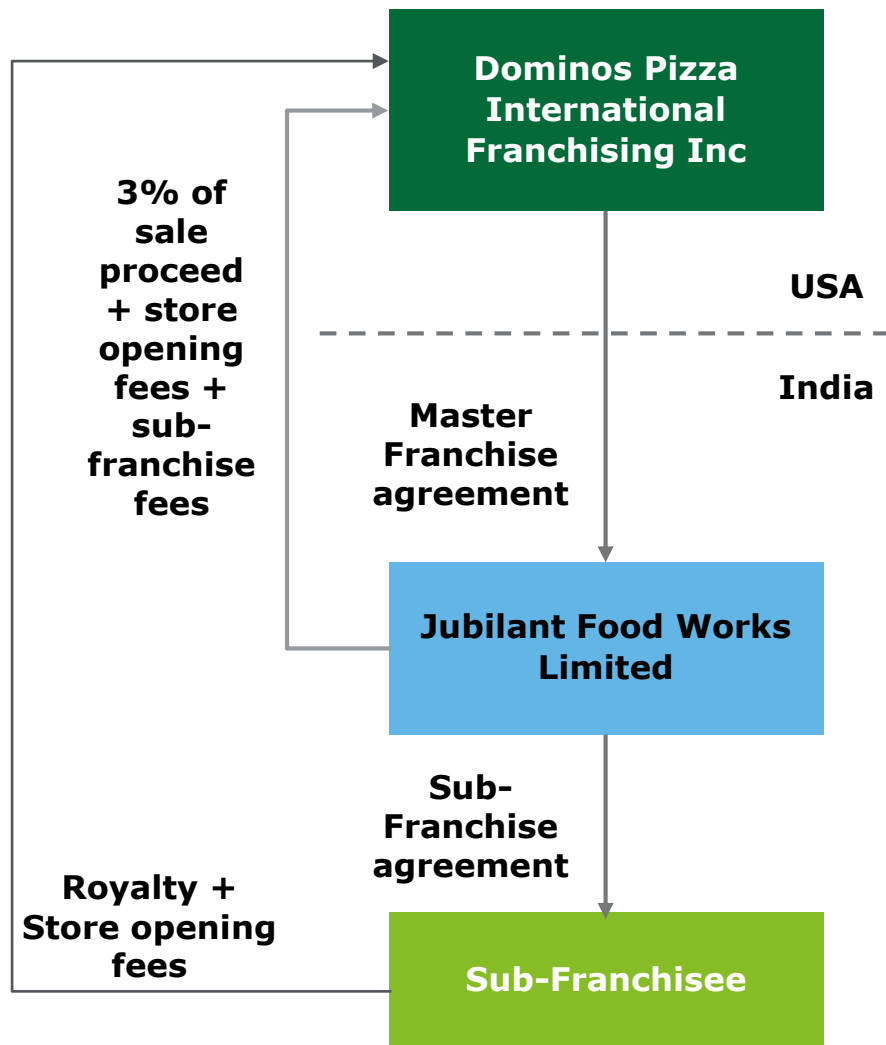 Dominos Pizza
International
Franchising Inc
3% of
sale
proceed
+ store
opening
fees +
sub-
franchise
fees
USA
India
Master
Franchise
agreement
Jubilant Food Works
Limited
Sub-
Franchise
agreement
Royalty +
Store opening
fees
Sub-Franchisee